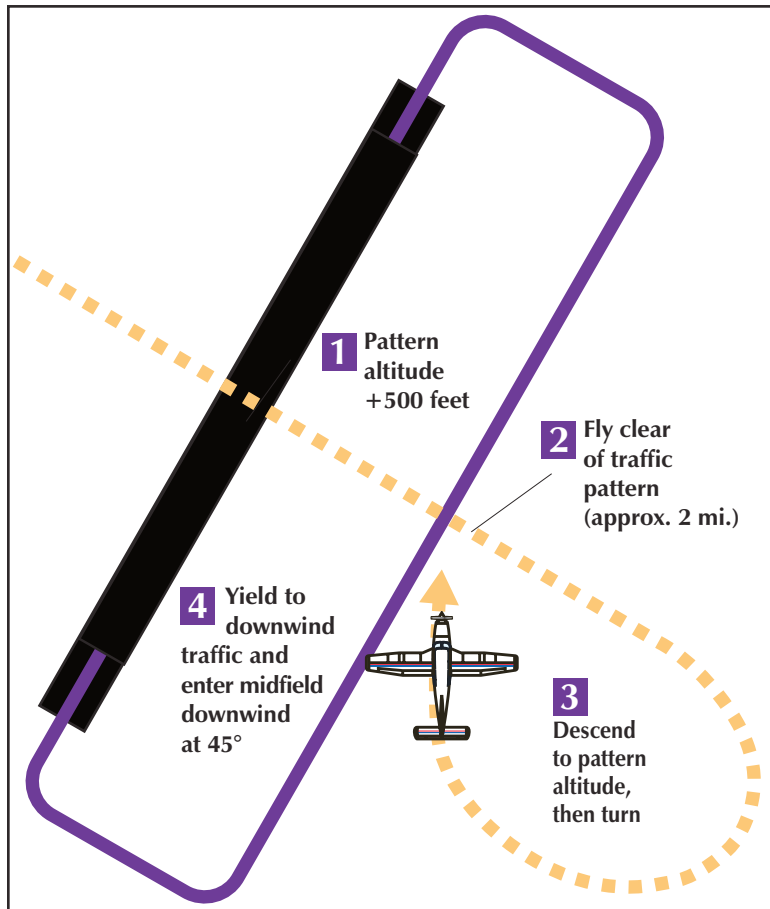 1 Pattern
altitude
+500 feet
2 Fly clear
of traffic
pattern
(approx. 2 mi.)
3
Descend
to pattern
altitude,
then turn
4 Yield to
downwind
traffic and
enter midfield
downwind
at 45°